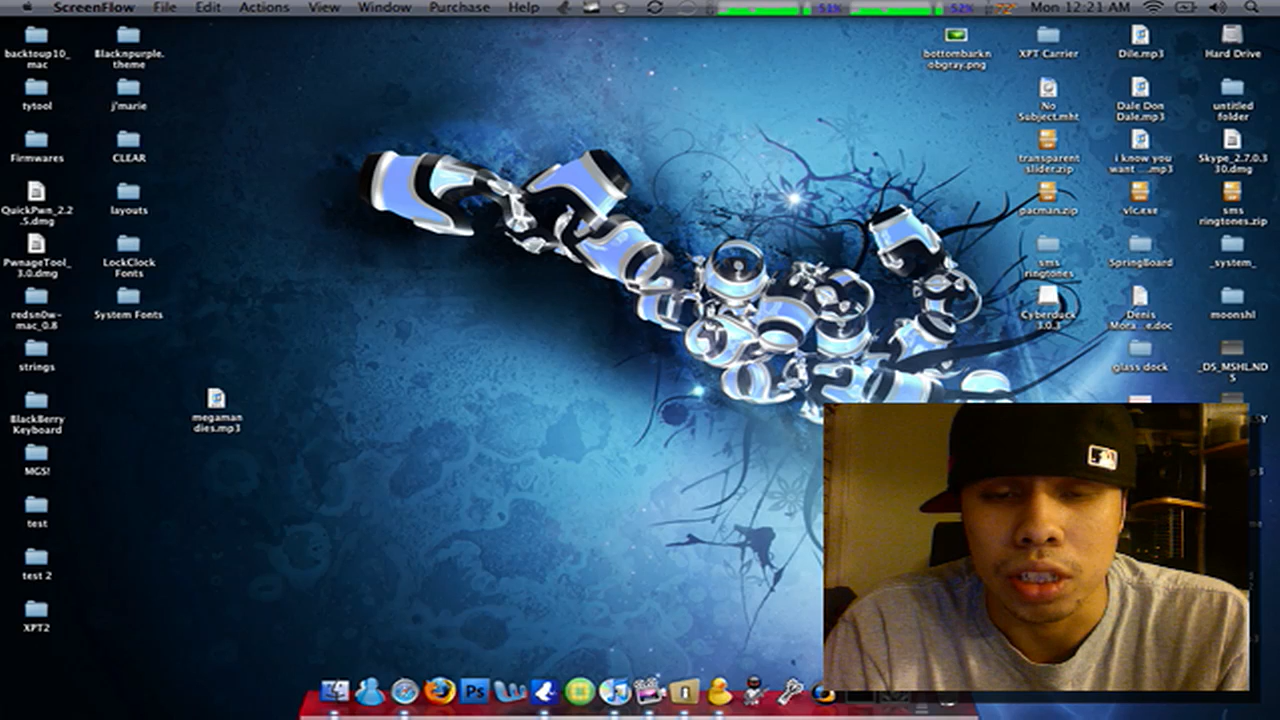 ScreenFlow File Edit Actions View Window Purchase Help 51% 52% 72° Mon 12:21 AM
backtoup10_
mac
Blacknpurple.
theme
bottombarkn
obgray.png
XPT Carrier
Dile.mp3
Hard Drive
tytool
j'marie
No
Subject.mht
Dale Don
Dale.mp3
untitled
folder
Firmwares
CLEAR
transparent
slider.zip
i know you
want ....mp3
Skype_2.7.0.3
30.dmg
QuickPwn_2.2
.5.dmg
layouts
pacman.zip
vlc.exe
sms
ringtones.zip
PwnageTool_
3.0.dmg
LockClock
Fonts
sms
ringtones
SpringBoard
_system_
redsn0w-
mac_0.8
System Fonts
Cyberduck
3.0.3
Denis
Mora...e.doc
moonshl
strings
glass dock
_DS_MSHL.ND
S
BlackBerry
Keyboard
megaman
dies.mp3
MGS!
test
test 2
XPT2
Ps